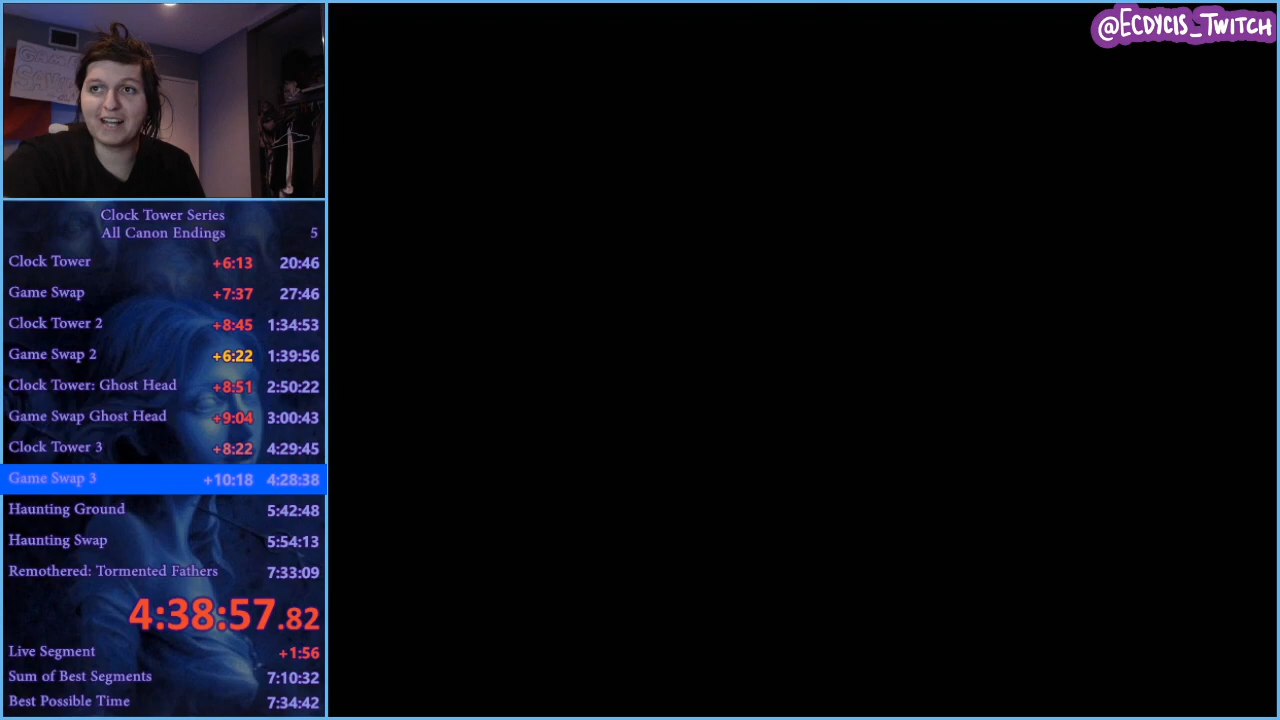 @ECDYCIS_TWITCH
Clock Tower Series
All Canon Endings 5
Clock Tower +6:13 20:46
Game Swap +7:37 27:46
Clock Tower 2 +8:45 1:34:53
Game Swap 2 +6:22 1:39:56
Clock Tower: Ghost Head +8:51 2:50:22
Game Swap Ghost Head +9:04 3:00:43
Clock Tower 3 +8:22 4:29:45
Game Swap 3 +10:18 4:28:38
Haunting Ground 5:42:48
Haunting Swap 5:54:13
Remothered: Tormented Fathers 7:33:09
4:38:57.82
Live Segment +1:56
Sum of Best Segments 7:10:32
Best Possible Time 7:34:42